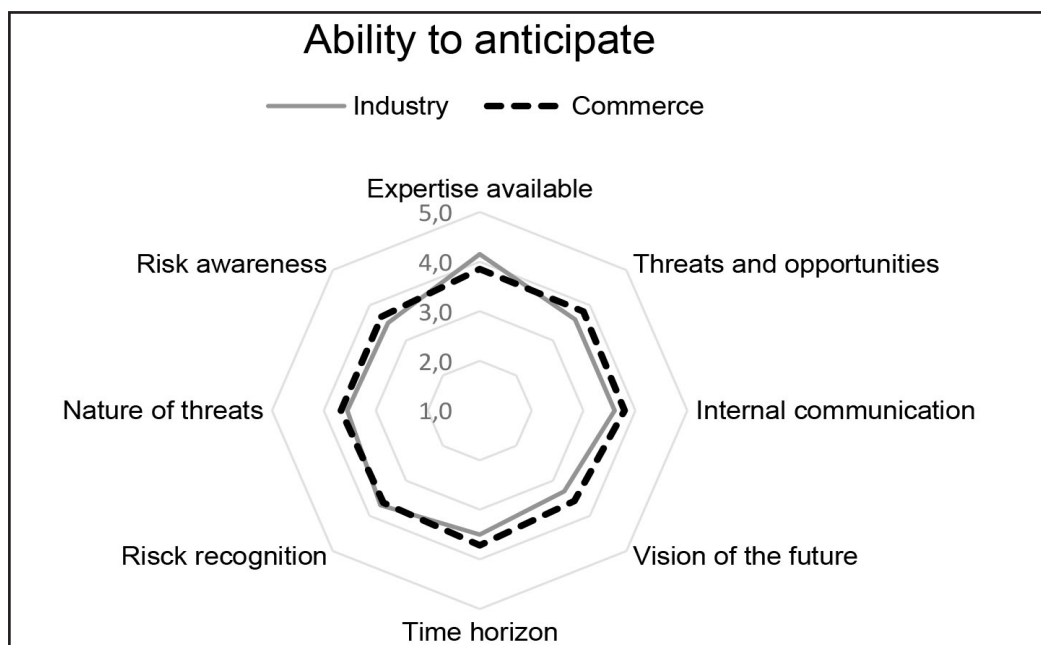 Ability to anticipate
Industry Commerce
Expertise available
5,0
Risk awareness 4,0 Threats and opportunities
3,0
2,0
Nature of threats 1,0 Internal communication
Risck recognition Vision of the future
Time horizon